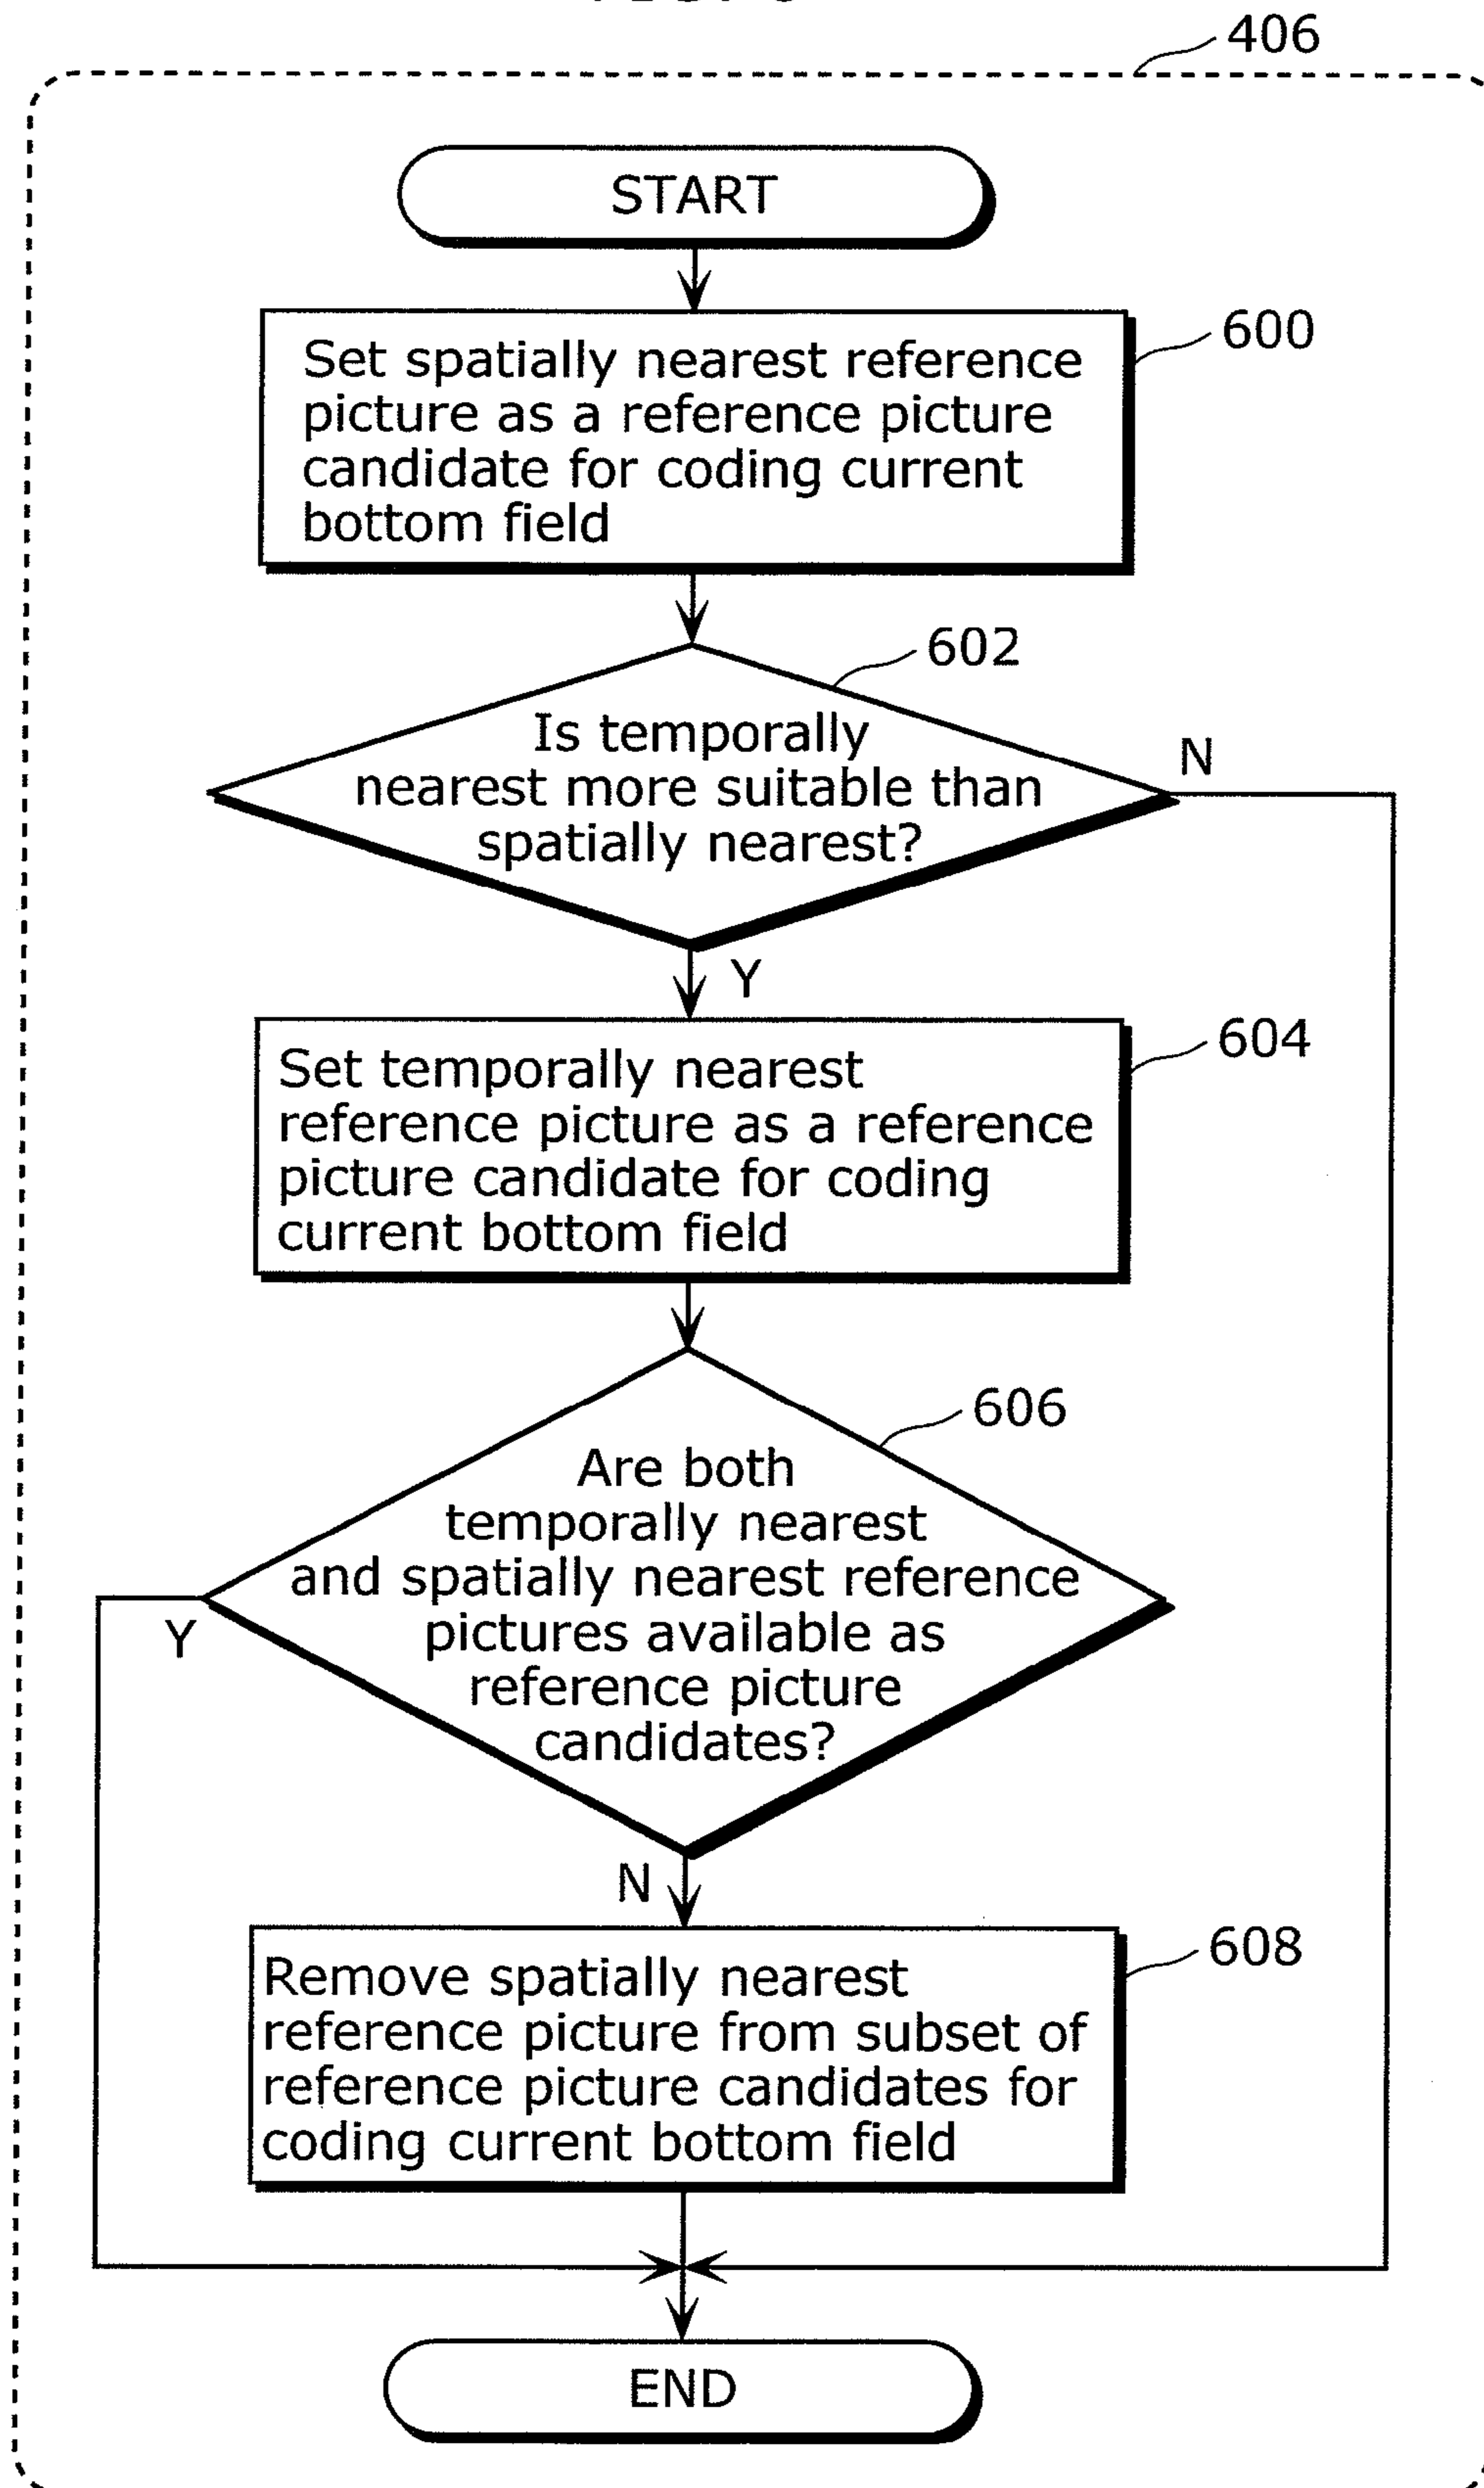 406
START
600
Set spatially nearest reference
picture as a reference picture
candidate for coding current
bottom field
602
Is temporally
nearest more suitable than
spatially nearest?
N
Y
604
Set temporally nearest
reference picture as a reference
picture candidate for coding
current bottom field
606
Are both
temporally nearest
and spatially nearest reference
pictures available as
reference picture
candidates?
Y
N
608
Remove spatially nearest
reference picture from subset of
reference picture candidates for
coding current bottom field
END